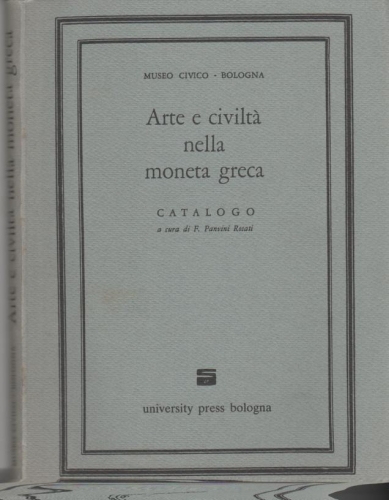 MUSEO CIVICO - BOLOGNA
Arte e civiltà
nella
moneta greca
CATALOGO
a cura di F. Panvini Rosati
university press bologna
Arte e civiltà nella moneta greca